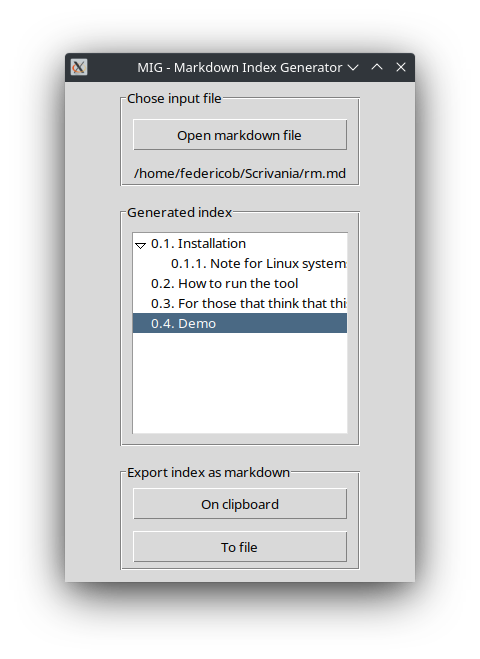 MIG - Markdown Index Generator
Chose input file
Open markdown file
/home/federicob/Scrivania/rm.md
Generated index
0.1. Installation
0.1.1. Note for Linux systems
0.2. How to run the tool
0.3. For those that think that this
0.4. Demo
Export index as markdown
On clipboard
To file